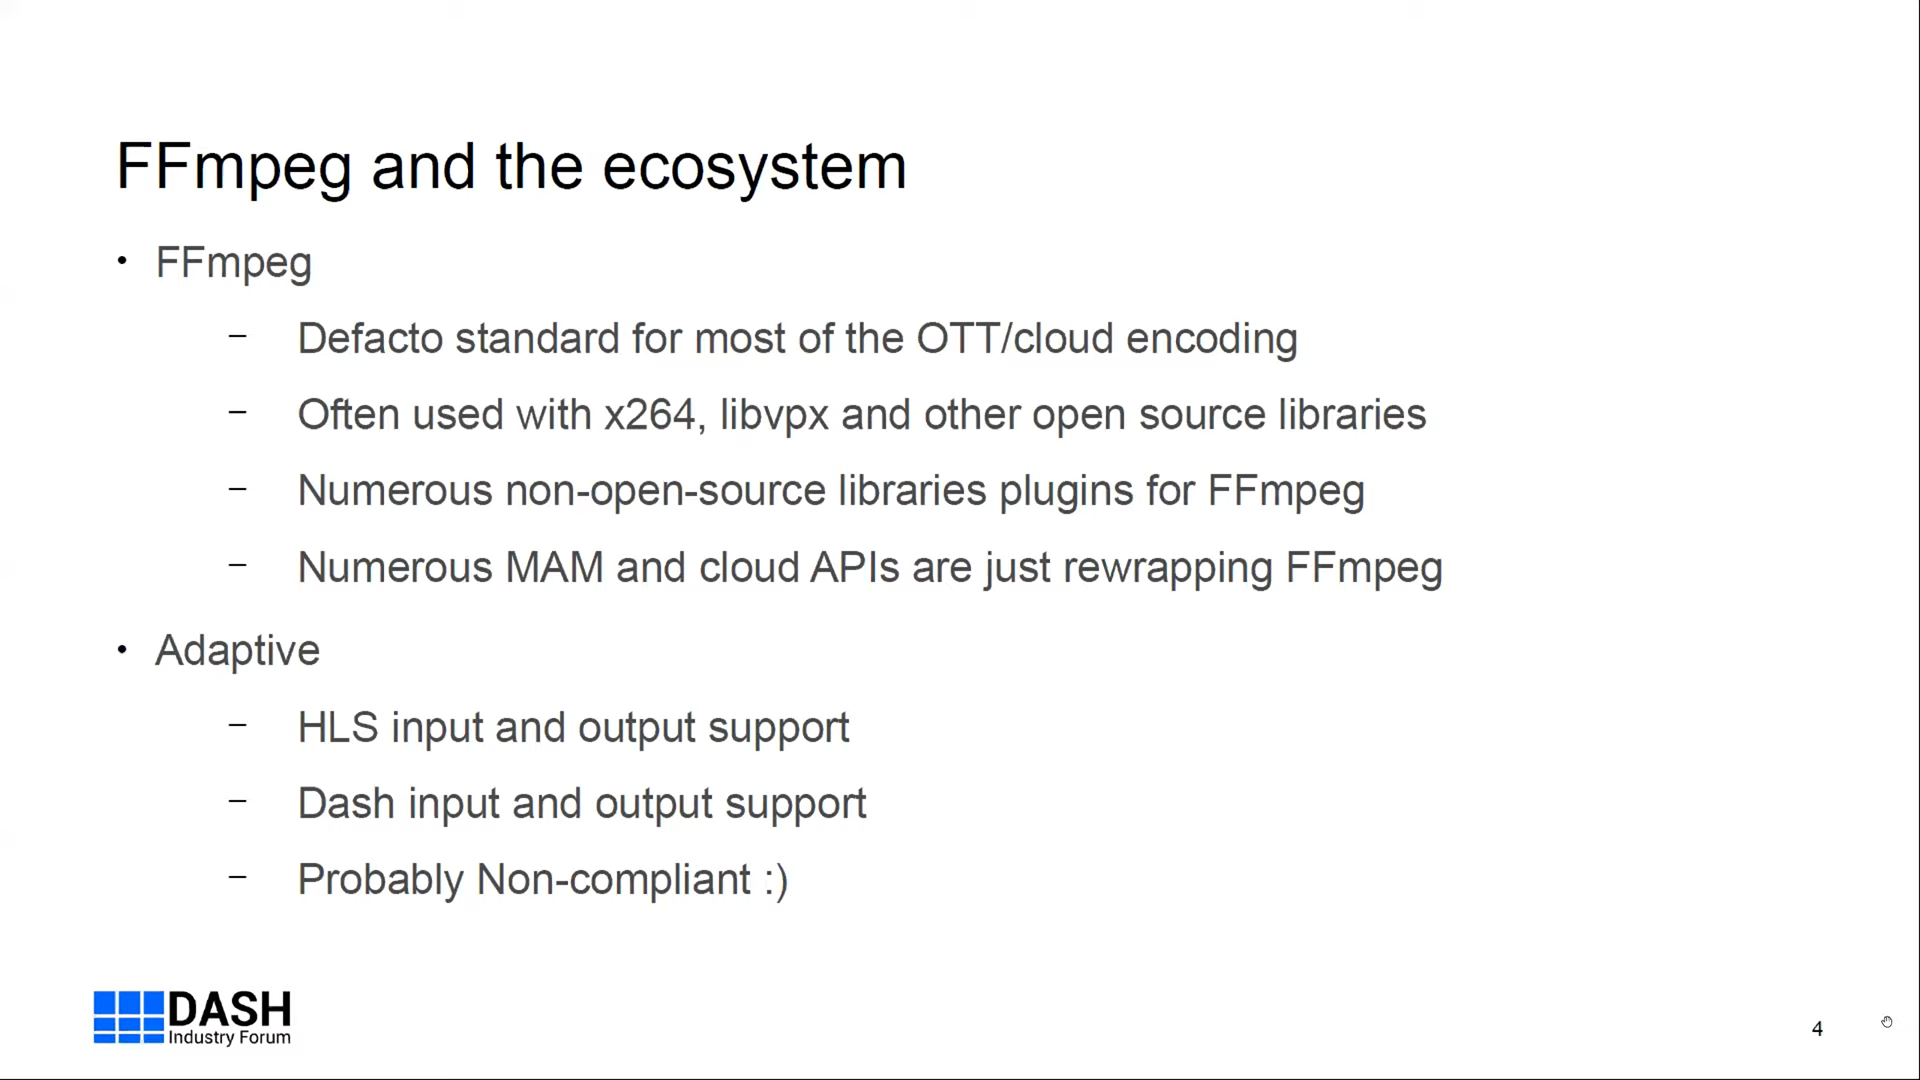 FFmpeg and the ecosystem
• FFmpeg
– Defacto standard for most of the OTT/cloud encoding
– Often used with x264, libvpx and other open source libraries
– Numerous non-open-source libraries plugins for FFmpeg
– Numerous MAM and cloud APIs are just rewrapping FFmpeg
• Adaptive
– HLS input and output support
– Dash input and output support
– Probably Non-compliant :)
DASH
Industry Forum
4